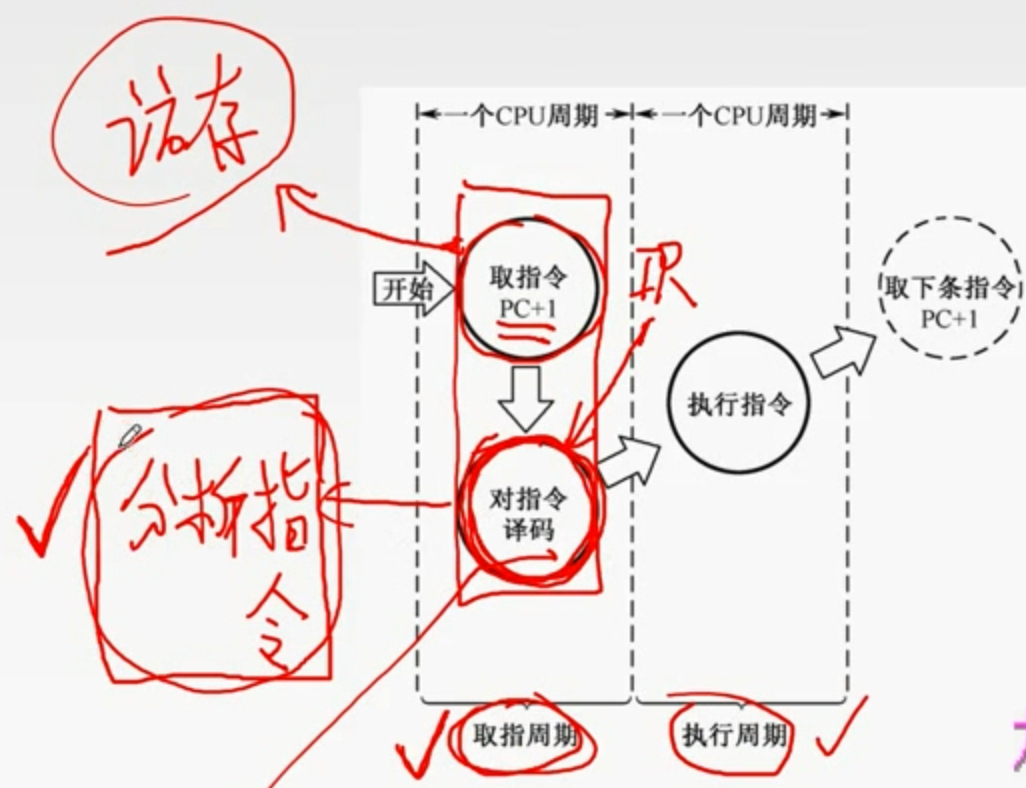 访存
一个CPU周期
一个CPU周期
取指令
PC+1
开始
IR
取下条指令
PC+1
执行指令
对指令
译码
分析指
令
取指周期
执行周期